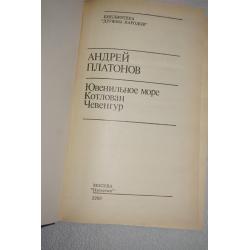 БИБЛИОТЕКА
"ДРУЖБЫ НАРОДОВ"
АНДРЕЙ
ПЛАТОНОВ
Ювенильное море
Котлован
Чевенгур
МОСКВА
"Известия"